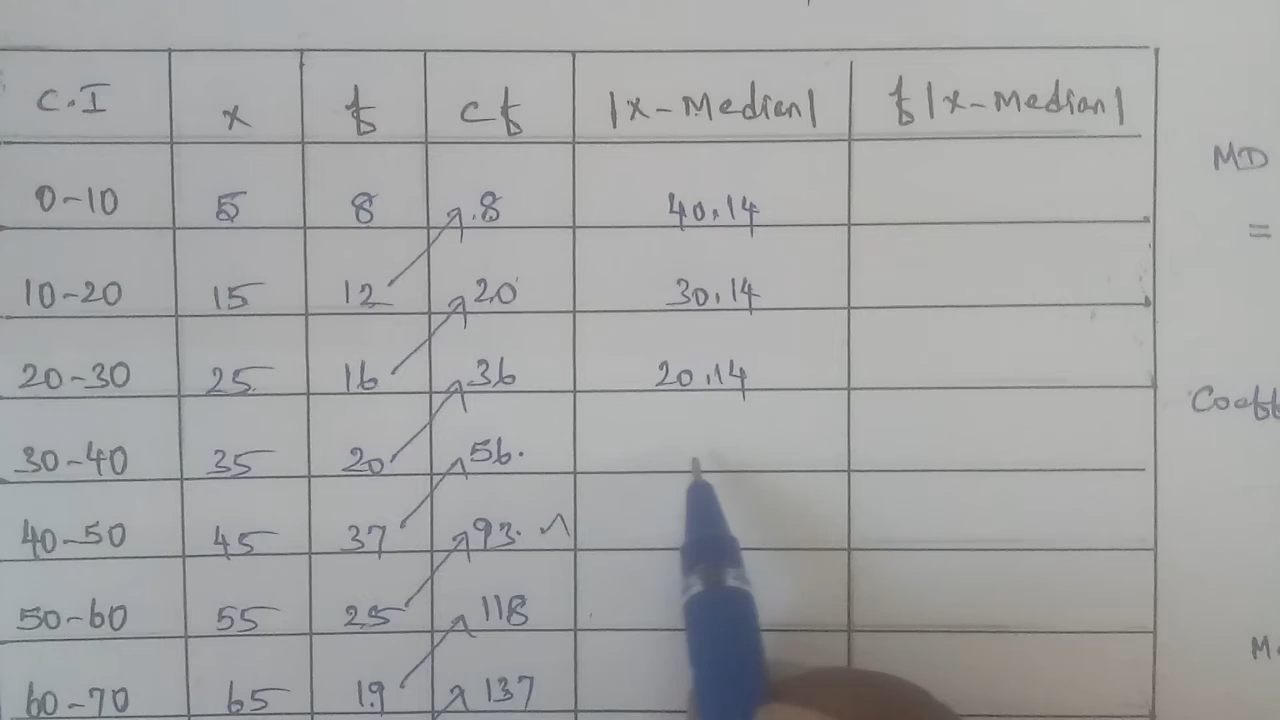 C.I x f cf |x-Median| f|x-Median|
MD
0-10 5 8 8 40.14
=
10-20 15 12 20 30.14
20-30 25 16 36 20.14
Coeff
30-40 35 20 56.
40-50 45 37 93.
50-60 55 25 118
M
60-70 65 19 137